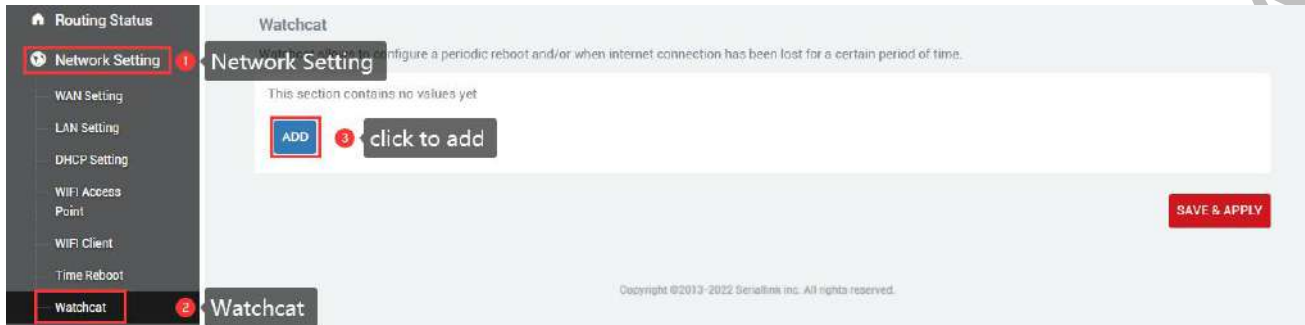 Routing Status
Network Setting
WAN Setting
LAN Setting
DHCP Setting
WIFI Access
Point
WIFI Client
Time Reboot
Watchcat
1 Network Setting
2 Watchcat
Watchcat
configure a periodic reboot and/or when internet connection has been lost for a certain period of time.
This section contains no values yet
ADD
3 click to add
SAVE & APPLY
Copyright ©2013-2022 Seriallink inc. All rights reserved.